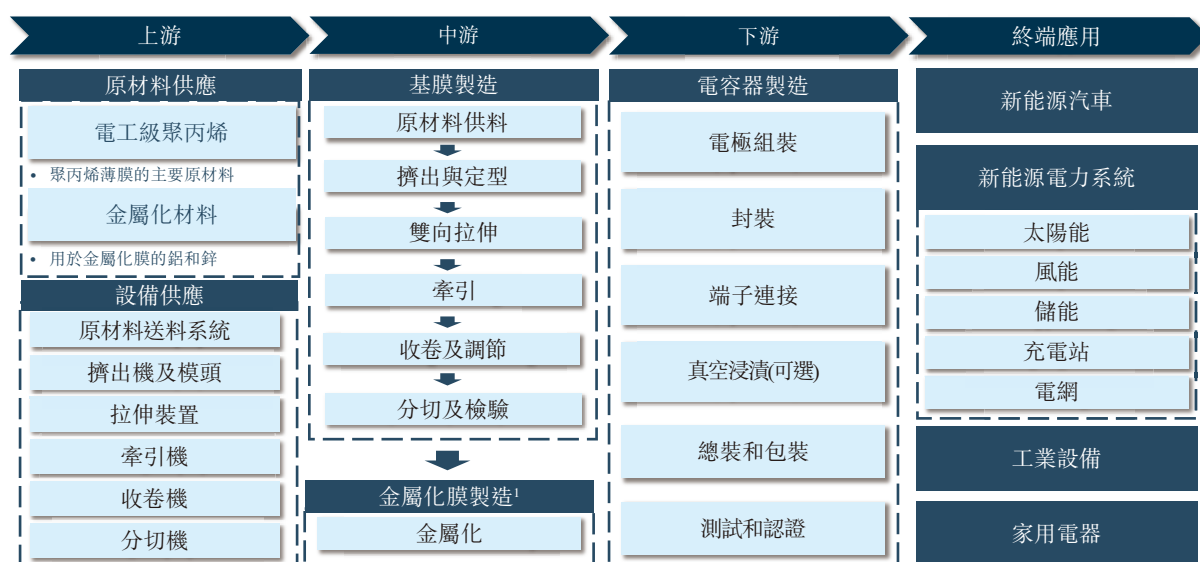 上游
中游
下游
終端應用
原材料供應
電工級聚丙烯
• 聚丙烯薄膜的主要原材料
金屬化材料
• 用於金屬化膜的鋁和鋅
設備供應
原材料送料系統
擠出機及模頭
拉伸裝置
牽引機
收卷機
分切機
基膜製造
原材料供料
擠出與定型
雙向拉伸
牽引
收卷及調節
分切及檢驗
金屬化膜製造¹
金屬化
電容器製造
電極組裝
封裝
端子連接
真空浸漬(可選)
總裝和包裝
測試和認證
新能源汽車
新能源電力系統
太陽能
風能
儲能
充電站
電網
工業設備
家用電器